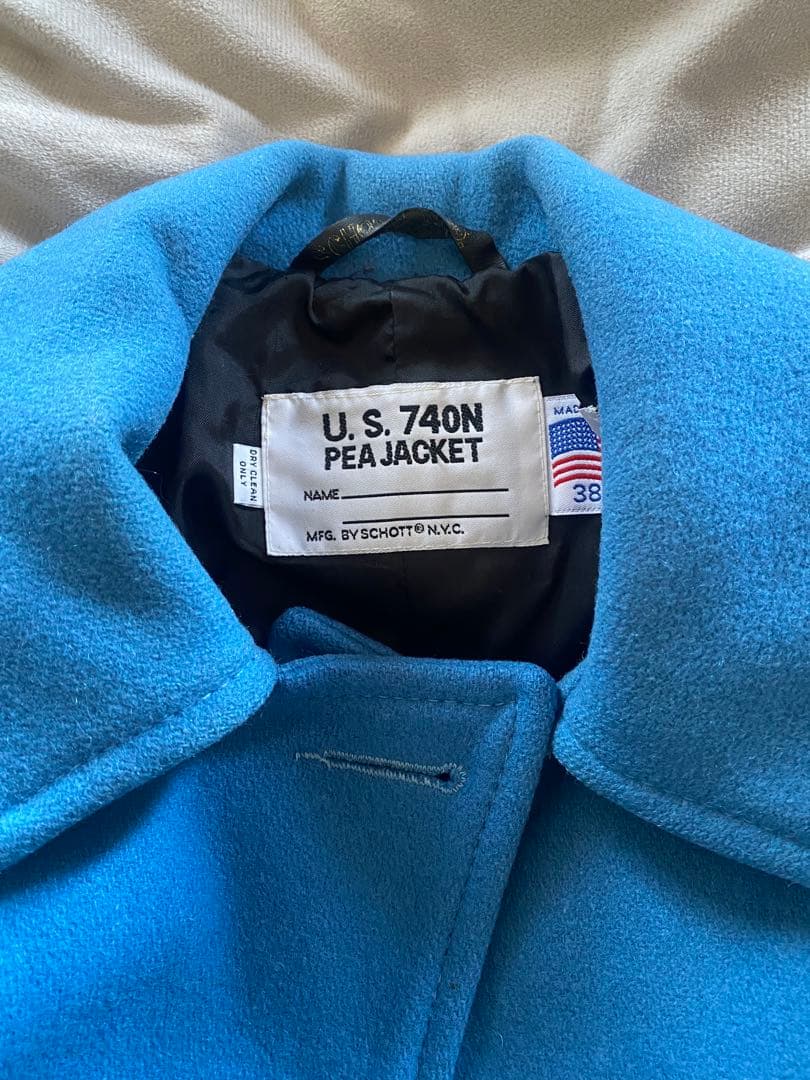 U. S. 740N
PEA JACKET
NAME
MFG. BY SCHOTT® N.Y.C.
DRY CLEAN
ONLY
38